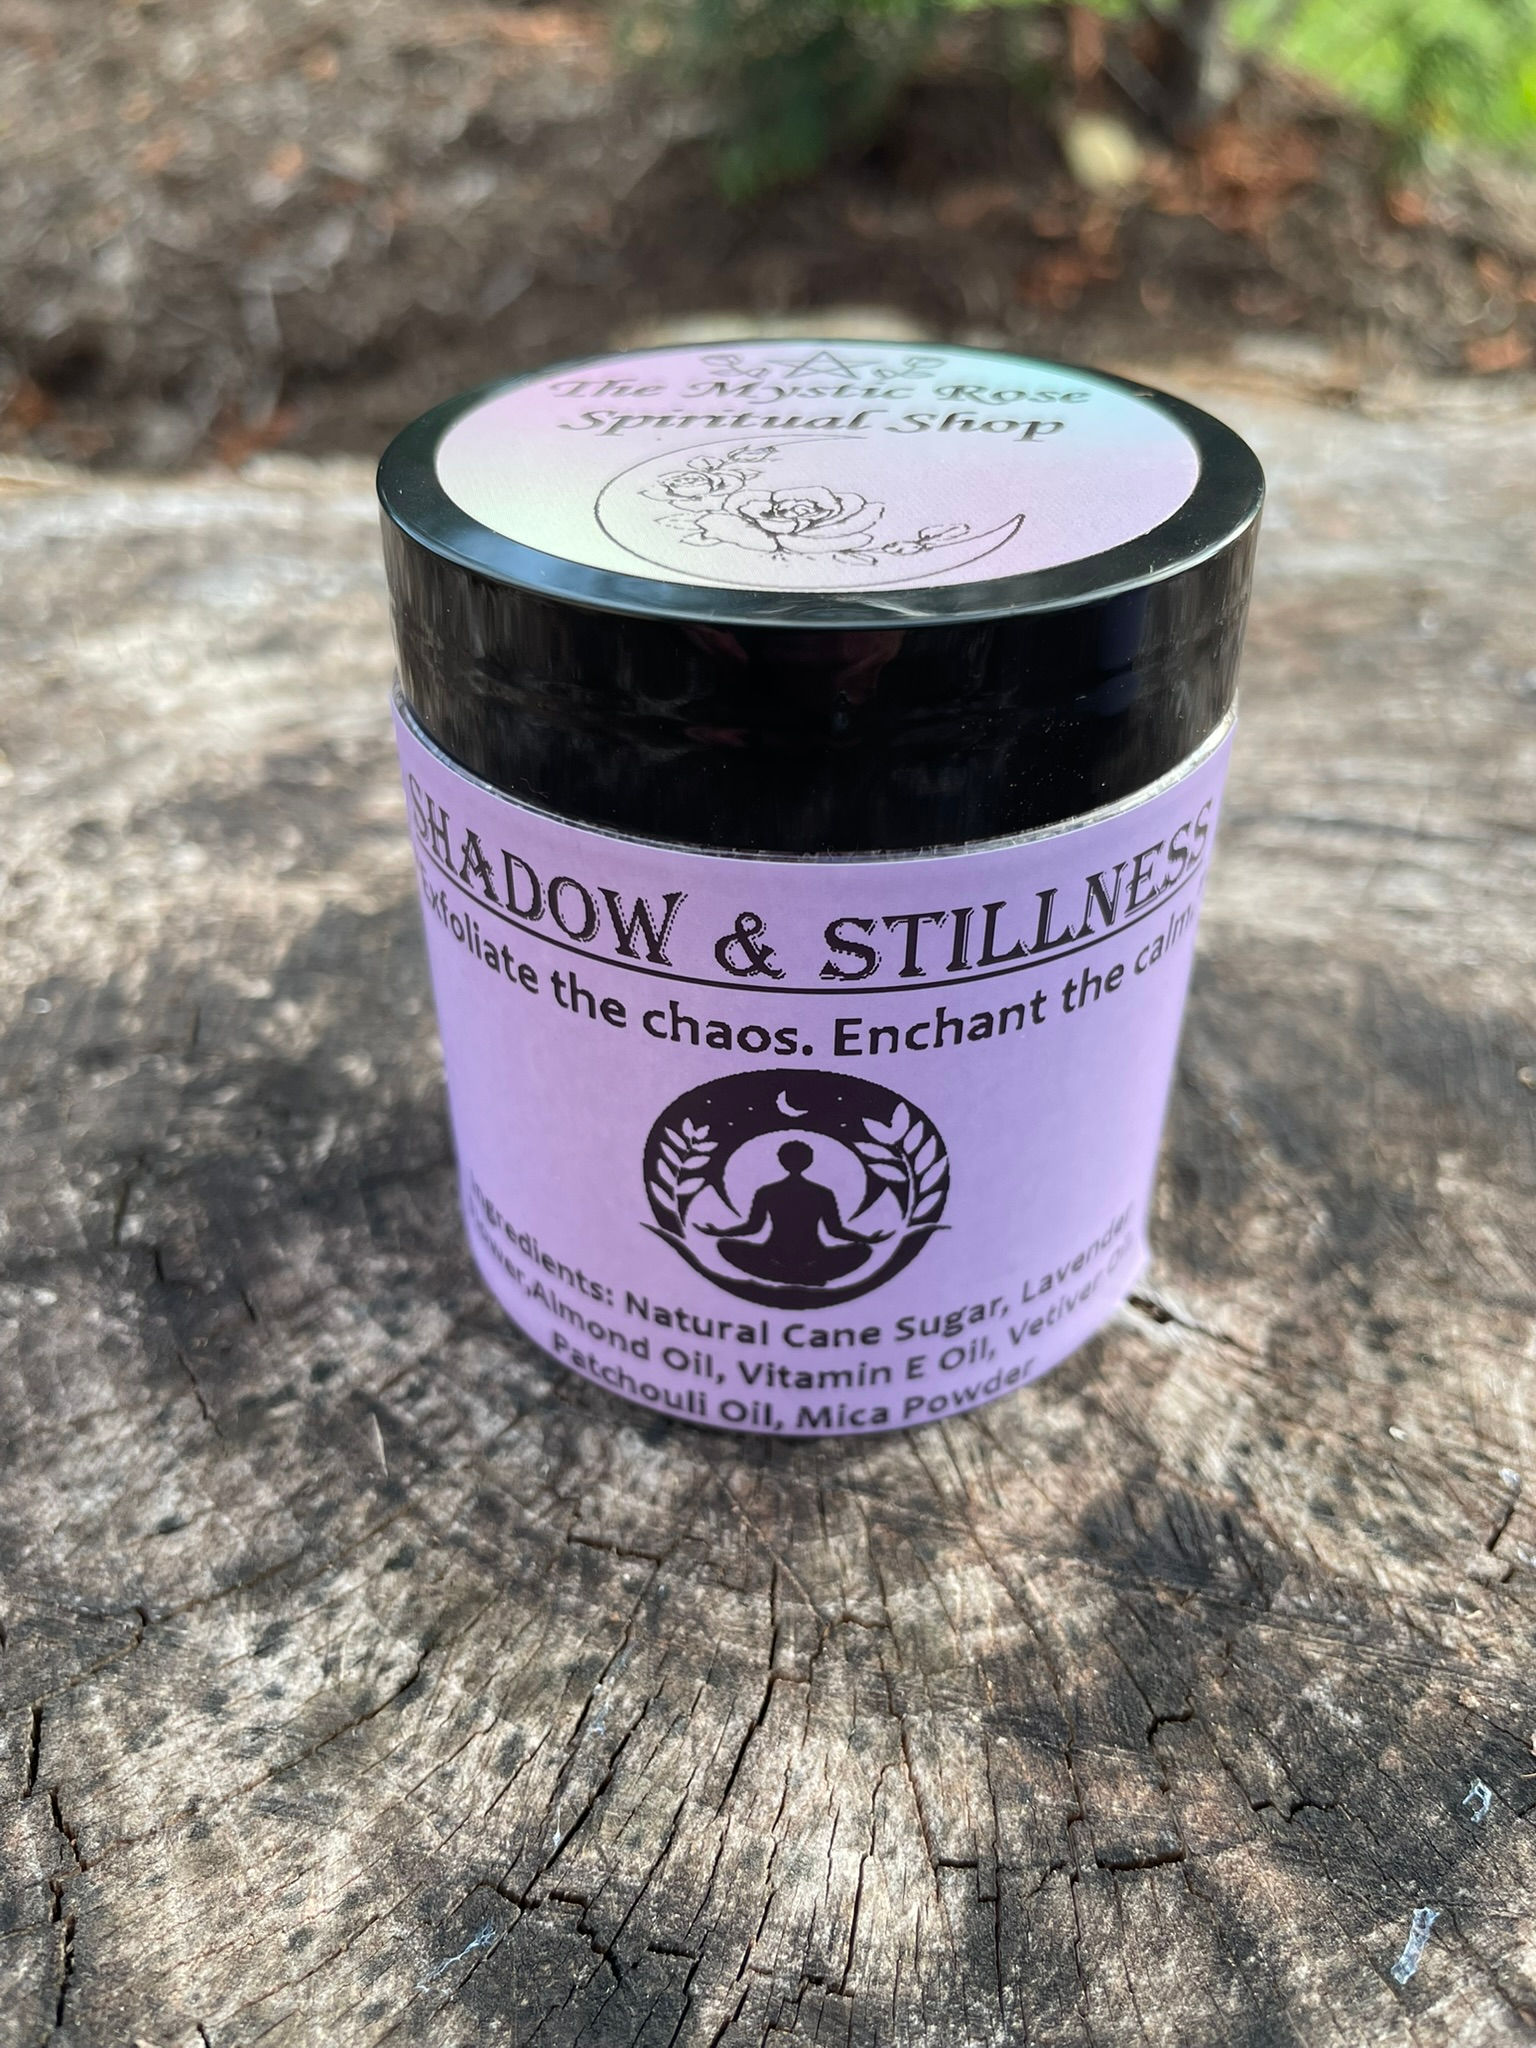 The Mystic Rose
Spiritual Shop
SHADOW & STILLNESS
Exfoliate the chaos. Enchant the calm.
Ingredients: Natural Cane Sugar, Lavender
Flower,Almond Oil, Vitamin E Oil, Vetiver Oil,
Patchouli Oil, Mica Powder